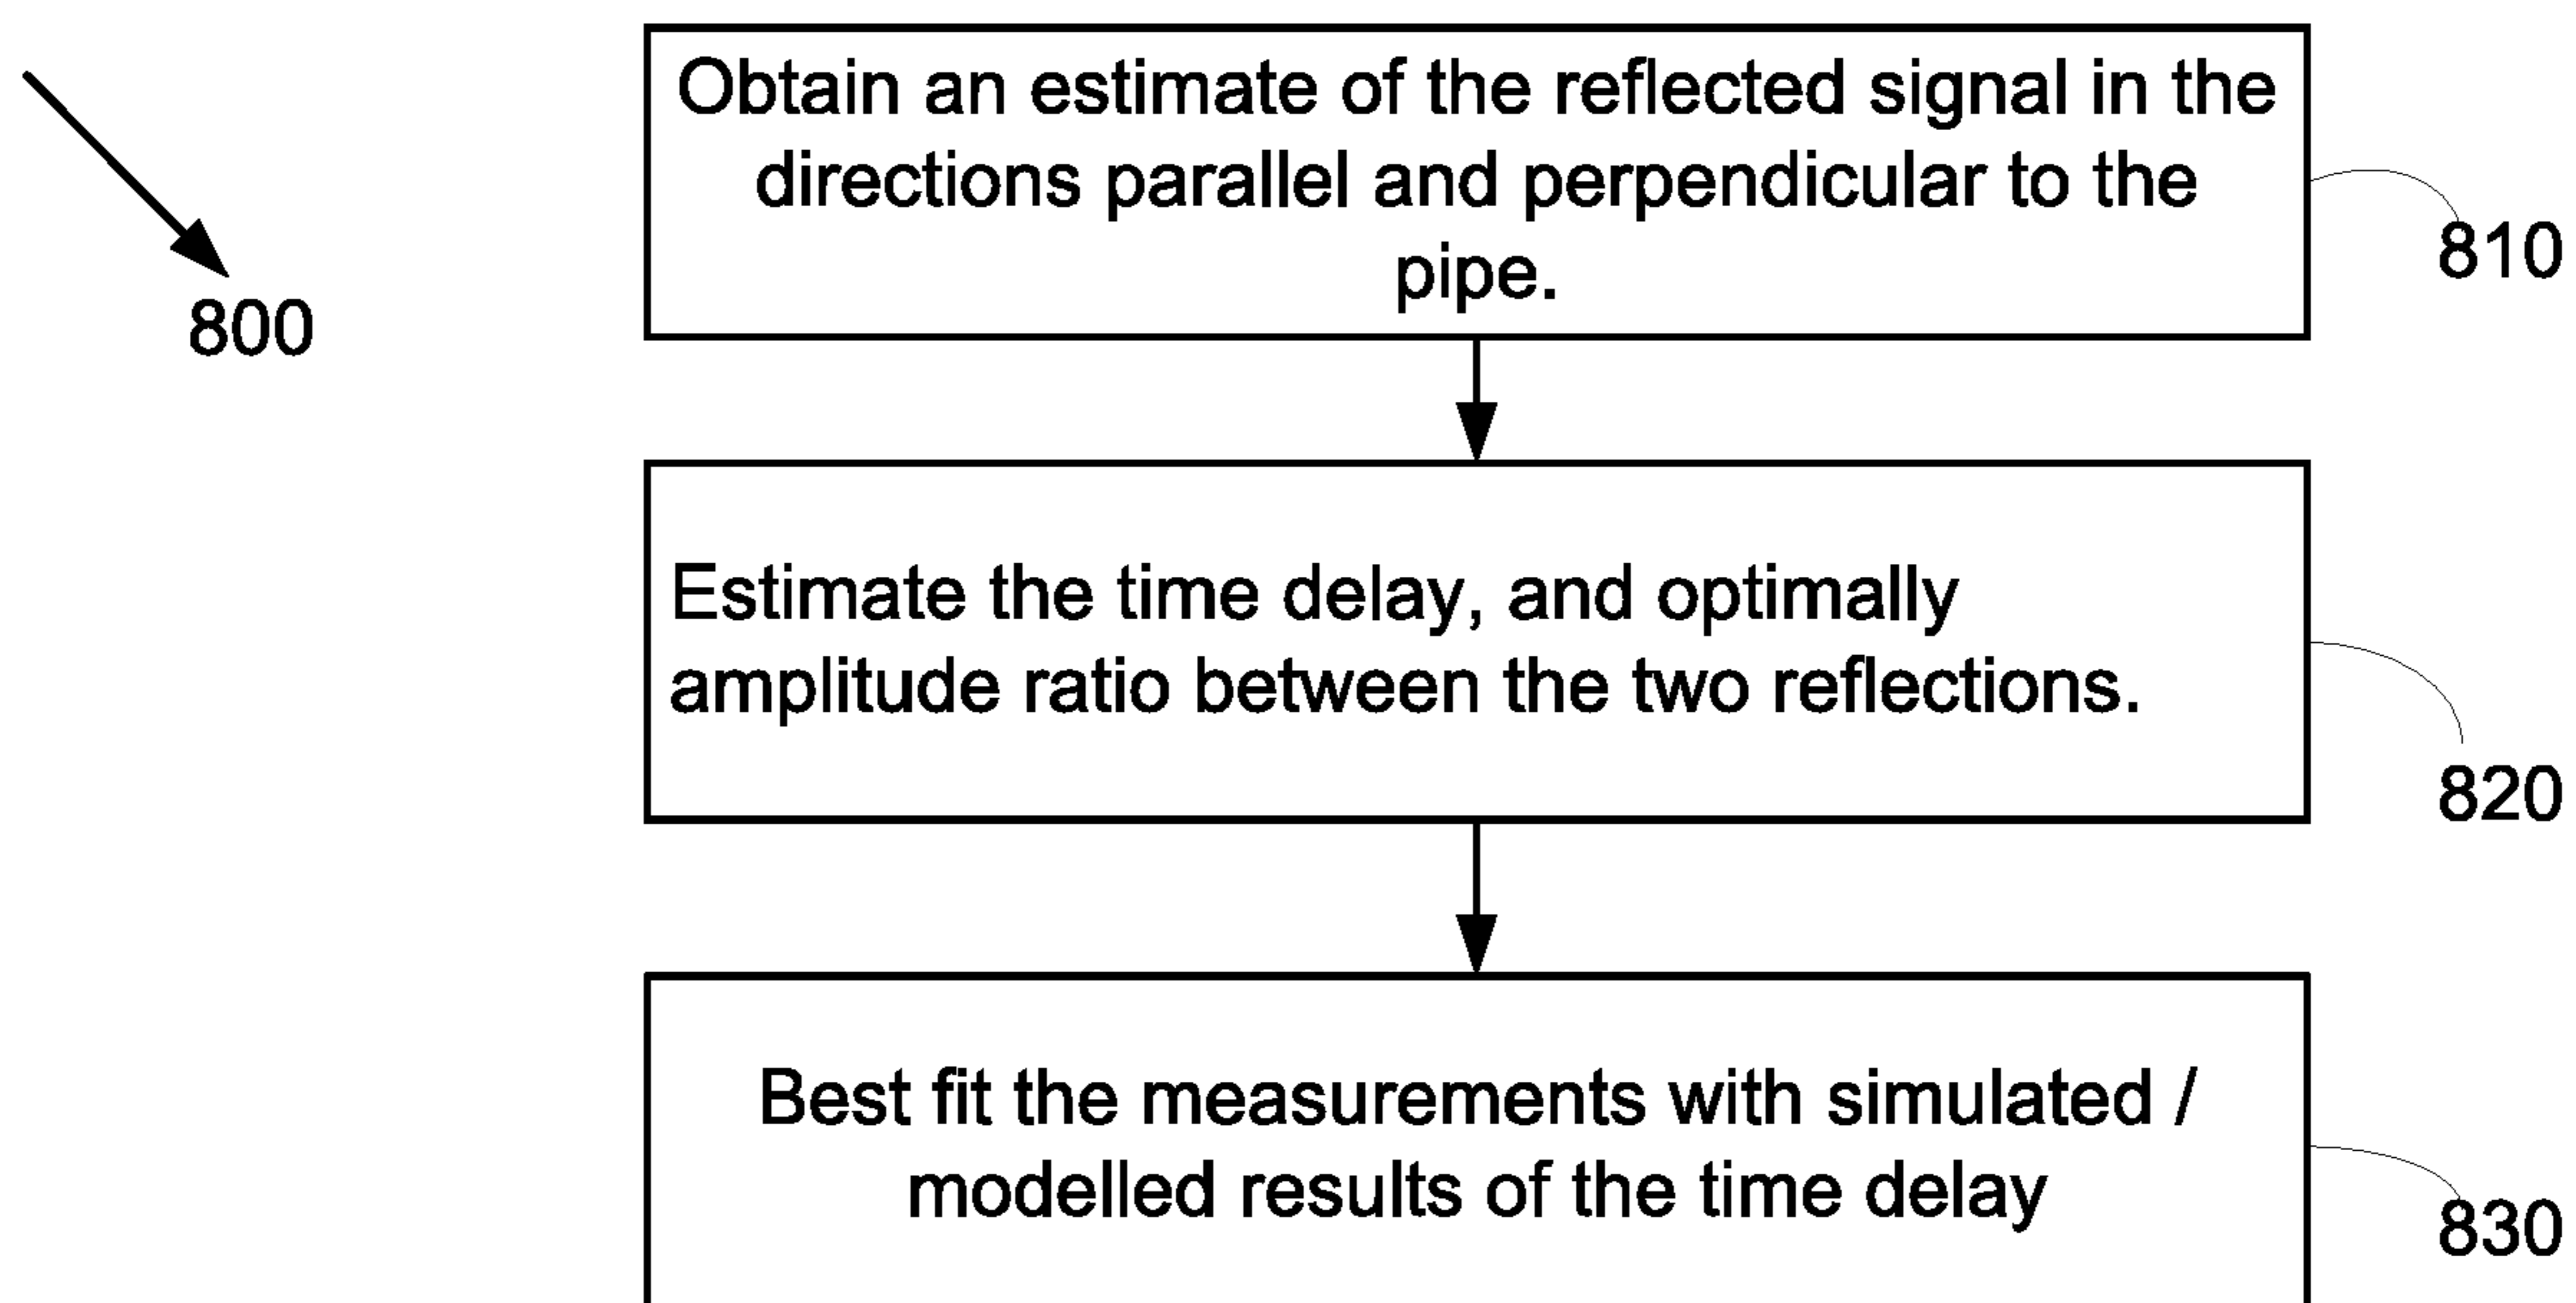 Obtain an estimate of the reflected signal in the
directions parallel and perpendicular to the
pipe.
810
800
Estimate the time delay, and optimally
amplitude ratio between the two reflections.
820
Best fit the measurements with simulated /
modelled results of the time delay
830